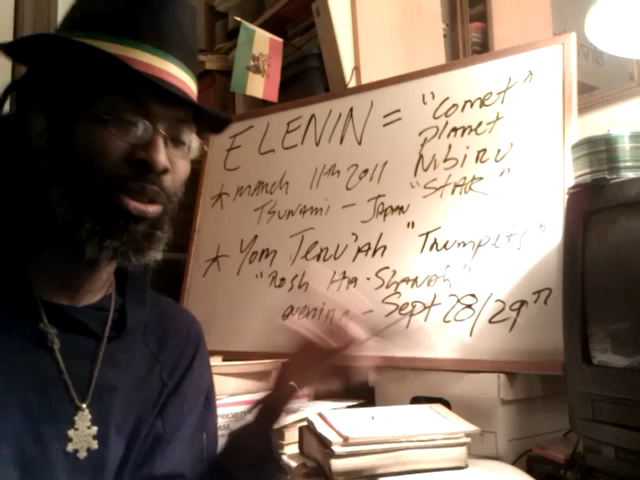 ELENIN = "Comet"
planet
Nibiru
* March 11th 2011 "STAR"
Tsunami - Japan
* Yom Teru'ah "Trumpets"
"Rosh Ha-Shanah"
evening - Sept 28/29th